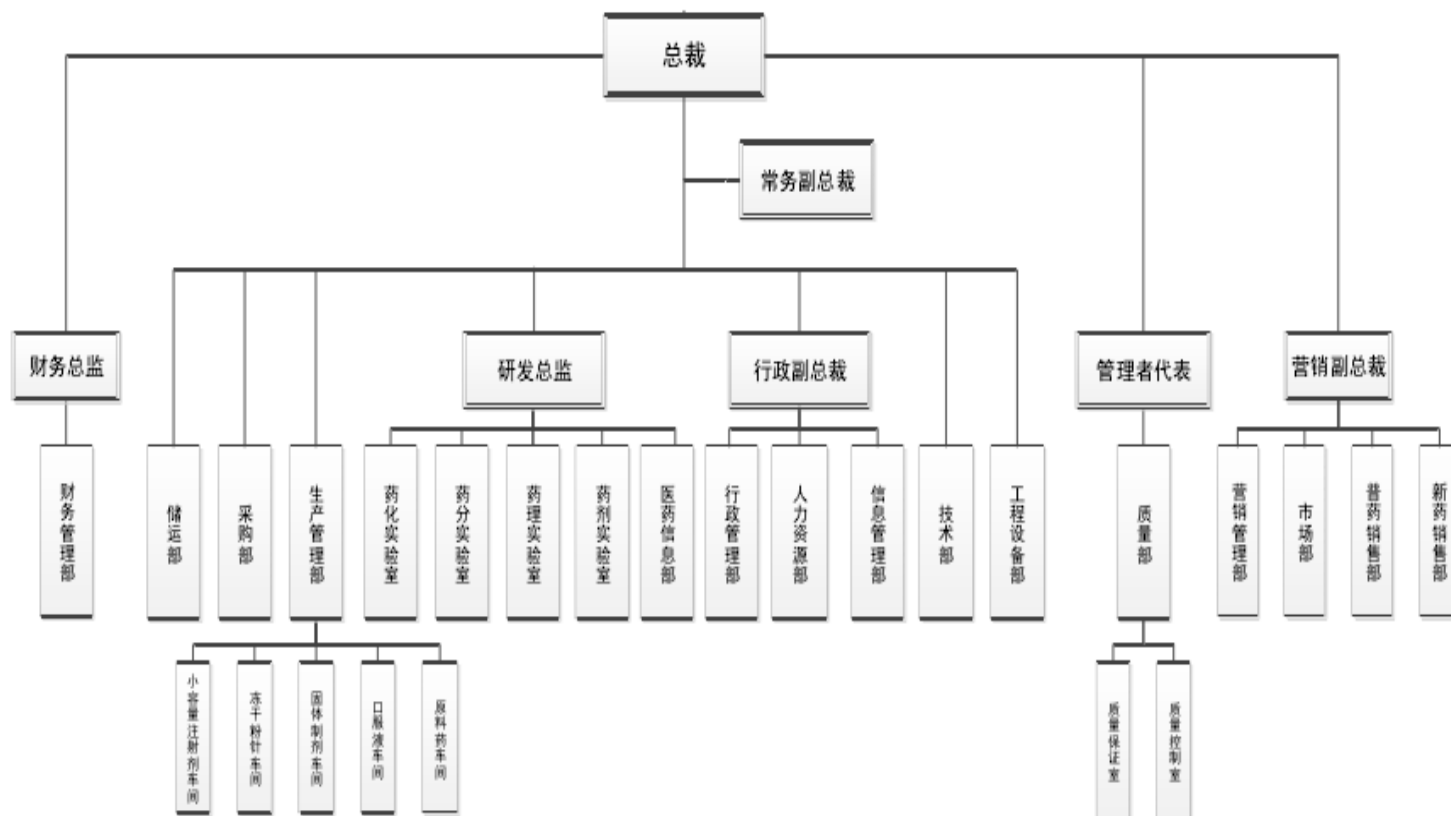 总裁
常务副总裁
财务总监
研发总监
行政副总裁
管理者代表
营销副总裁
财务管理部
储运部
采购部
生产管理部
药化实验室
药分实验室
药理实验室
药剂实验室
医药信息部
行政管理部
人力资源部
信息管理部
技术部
工程设备部
质量部
营销管理部
市场部
普药销售部
新药销售部
小容量注射剂车间
冻干粉针车间
固体制剂车间
口服液车间
原料药车间
质量保证室
质量控制室